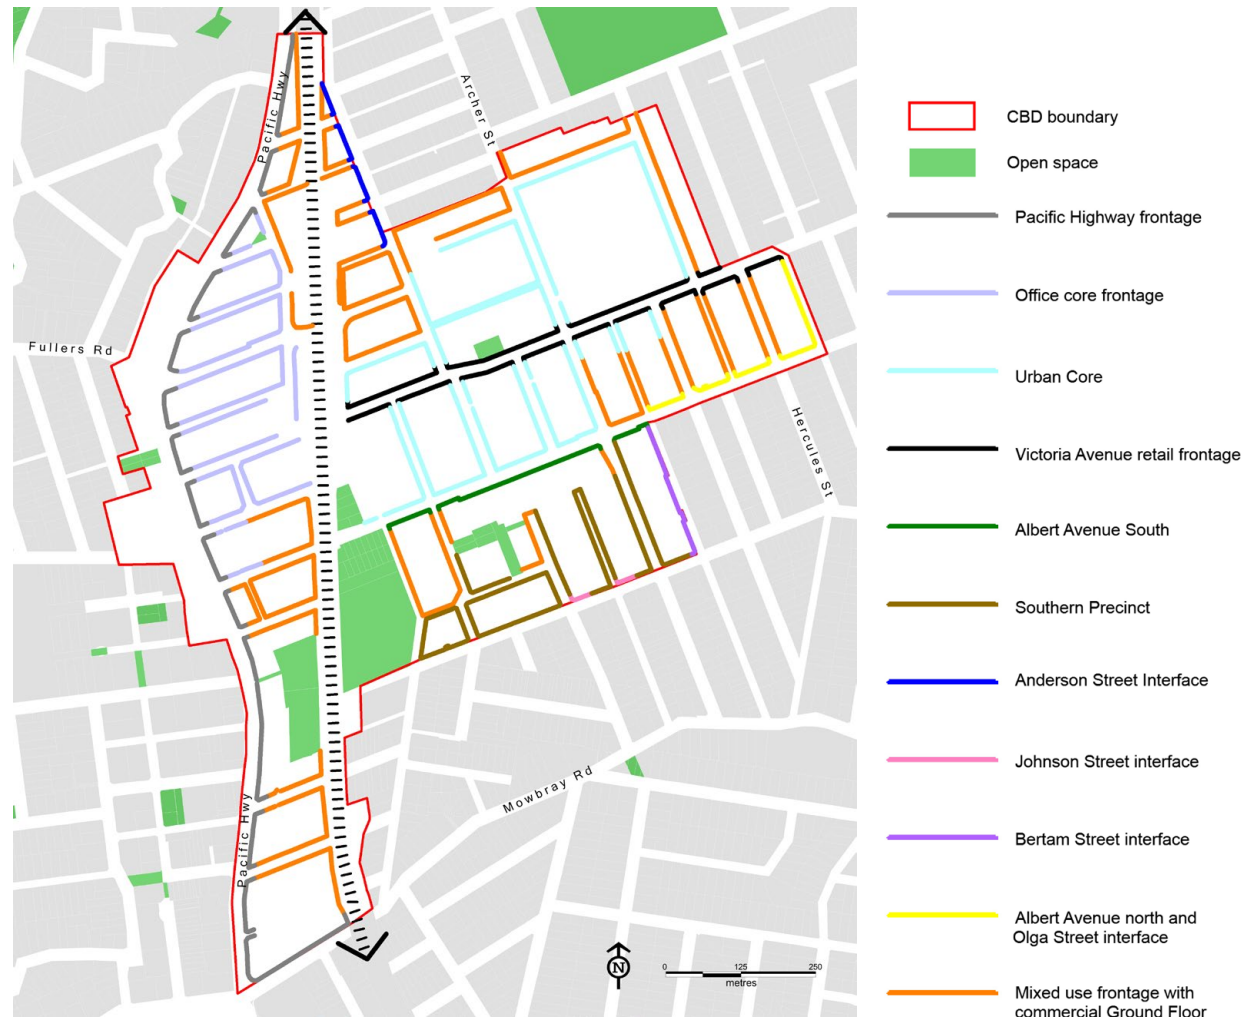 Pacific Hwy
Archer St
Fullers Rd
Hercules St
Mowbray Rd
Pacific Hwy
N
0 125 250
metres
CBD boundary
Open space
Pacific Highway frontage
Office core frontage
Urban Core
Victoria Avenue retail frontage
Albert Avenue South
Southern Precinct
Anderson Street Interface
Johnson Street interface
Bertam Street interface
Albert Avenue north and
Olga Street interface
Mixed use frontage with
commercial Ground Floor